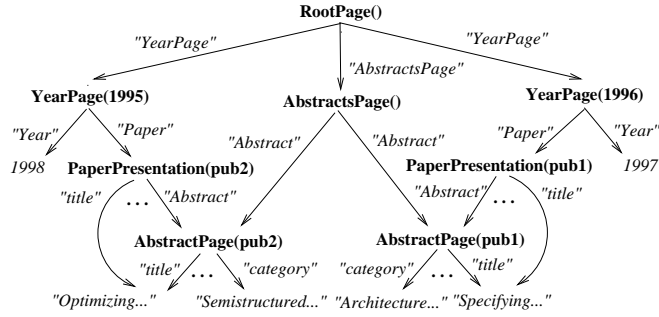 RootPage()
"YearPage" "YearPage"
"AbstractsPage"
YearPage(1995) AbstractsPage() YearPage(1996)
"Year" "Paper" "Abstract" "Abstract" "Paper" "Year"
1998 PaperPresentation(pub2) PaperPresentation(pub1) 1997
"title" ... "Abstract" "Abstract" ... "title"
AbstractPage(pub2) AbstractPage(pub1)
"title" ... "category" "category" ... "title"
"Optimizing..." "Semistructured..." "Architecture..." "Specifying..."